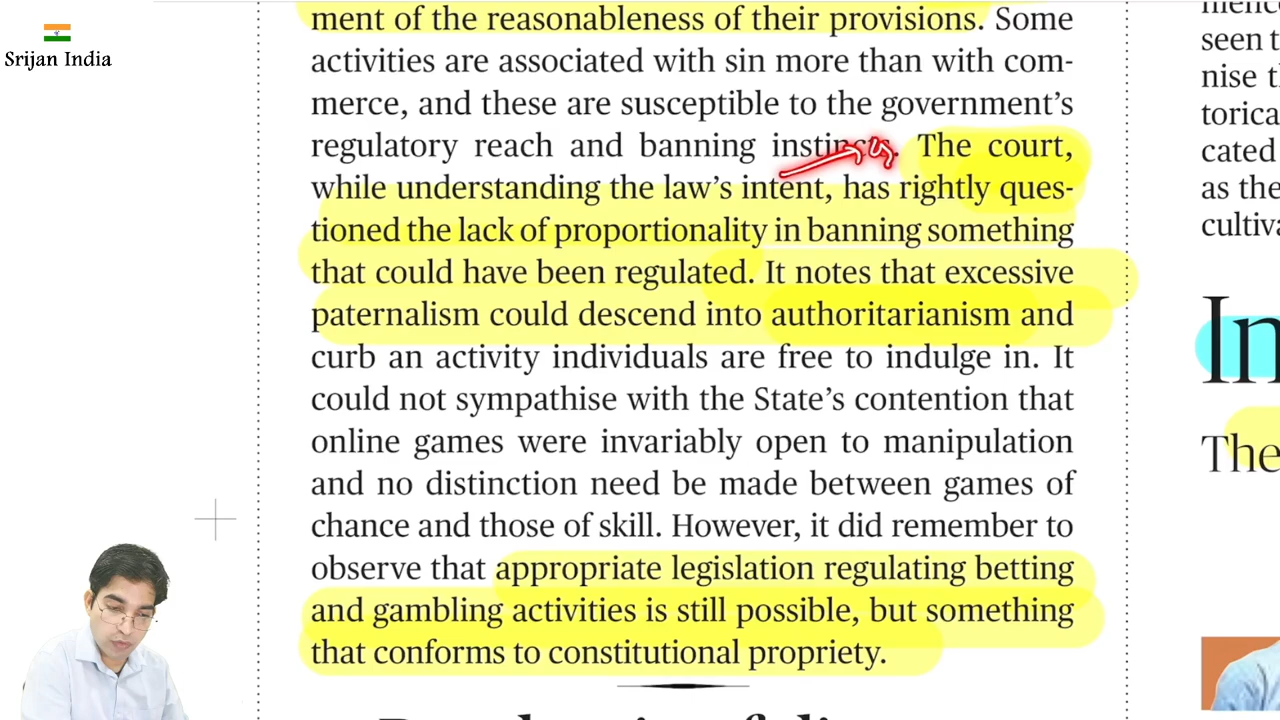 Srijan India
ment of the reasonableness of their provisions. Some
activities are associated with sin more than with com-
merce, and these are susceptible to the government's
regulatory reach and banning instincts. The court,
while understanding the law's intent, has rightly ques-
tioned the lack of proportionality in banning something
that could have been regulated. It notes that excessive
paternalism could descend into authoritarianism and
curb an activity individuals are free to indulge in. It
could not sympathise with the State's contention that
online games were invariably open to manipulation
and no distinction need be made between games of
chance and those of skill. However, it did remember to
observe that appropriate legislation regulating betting
and gambling activities is still possible, but something
that conforms to constitutional propriety.
seen t
nise t
torica
cated
as the
cultiva
In
The